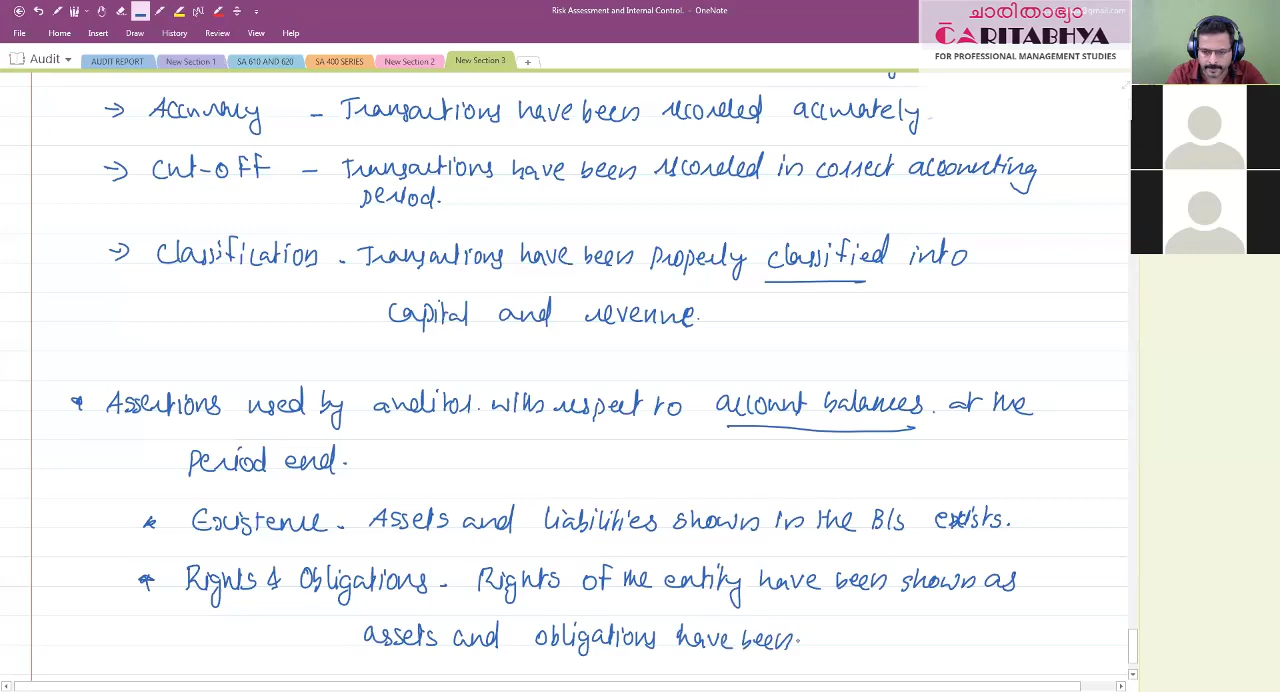 Risk Assessment and Internal Control. - OneNote
File Home Insert Draw History Review View Help
ചാരിതാഭ്യാ
CARITABHYA
FOR PROFESSIONAL MANAGEMENT STUDIES
@gmail.com
Audit
AUDIT REPORT New Section 1 SA 610 AND 620 SA 400 SERIES New Section 2 New Section 3
→ Accuracy - Transactions have been recorded accurately
→ Cut-off - Transactions have been recorded in correct accounting
period.
→ Classification - Transactions have been properly classified into
capital and revenue.
* Assertions used by auditor with respect to account balances at the
period end.
* Existence - Assets and liabilities shown in the B/s exists.
* Rights & Obligations - Rights of the entity have been shown as
assets and obligations have been